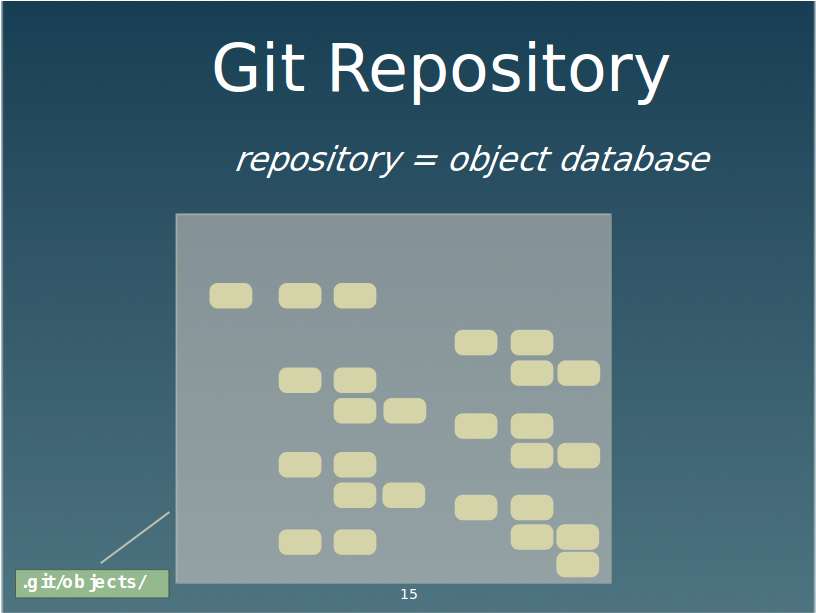 Git Repository
repository = object database
.git/objects/
15